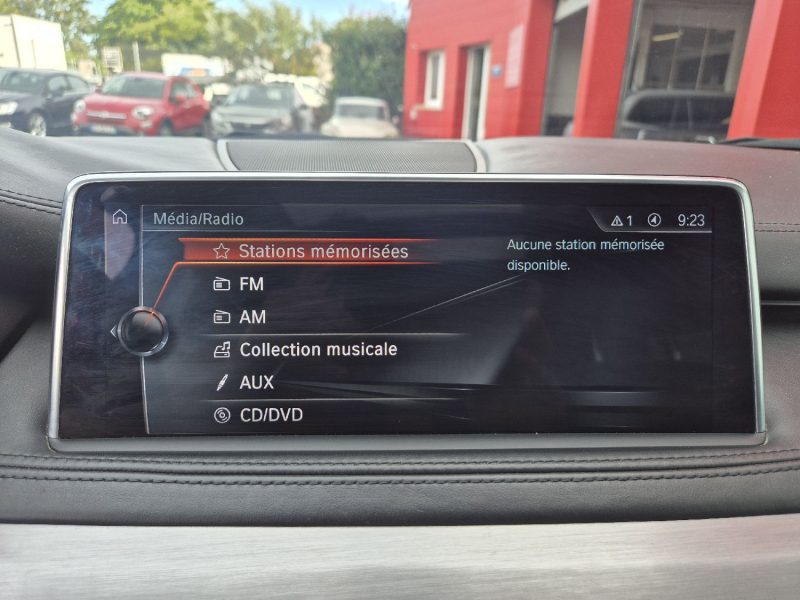 Média/Radio
1 9:23
Stations mémorisées
Aucune station mémorisée
disponible.
FM
AM
Collection musicale
AUX
CD/DVD